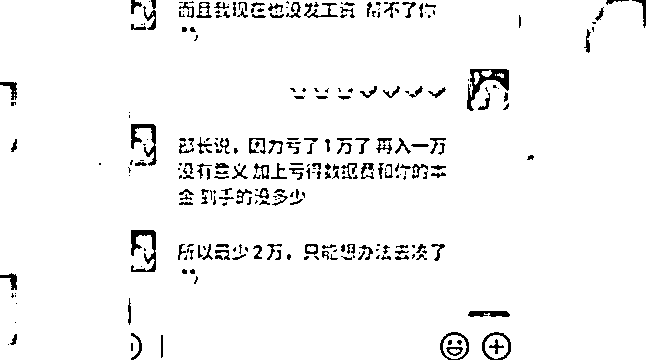 而且我现在也没发工资 帮不了你
部长说，因为亏了1万了 再入一万
没有意义 加上亏得数据费和你的本
金 到手的没多少
所以最少2万，只能想办法去凑了